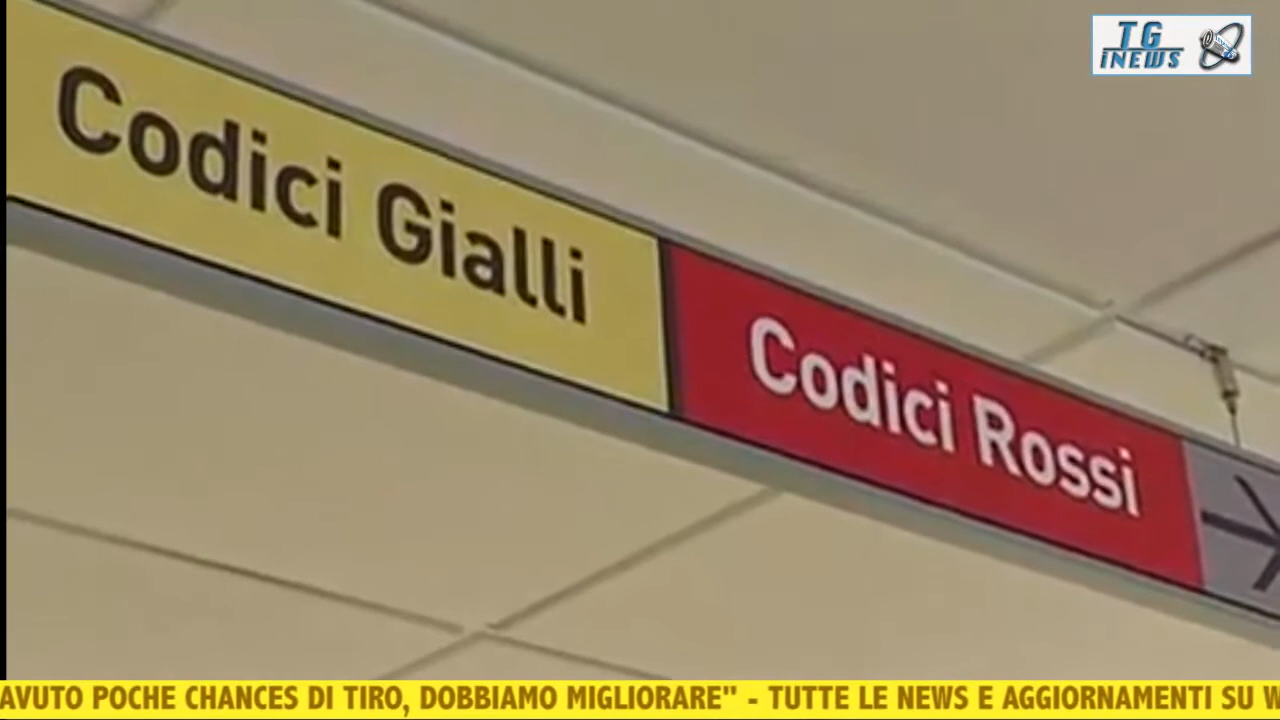 TG
iNEWS
Codici Gialli
Codici Rossi
AVUTO POCHE CHANCES DI TIRO, DOBBIAMO MIGLIORARE" - TUTTE LE NEWS E AGGIORNAMENTI SU W